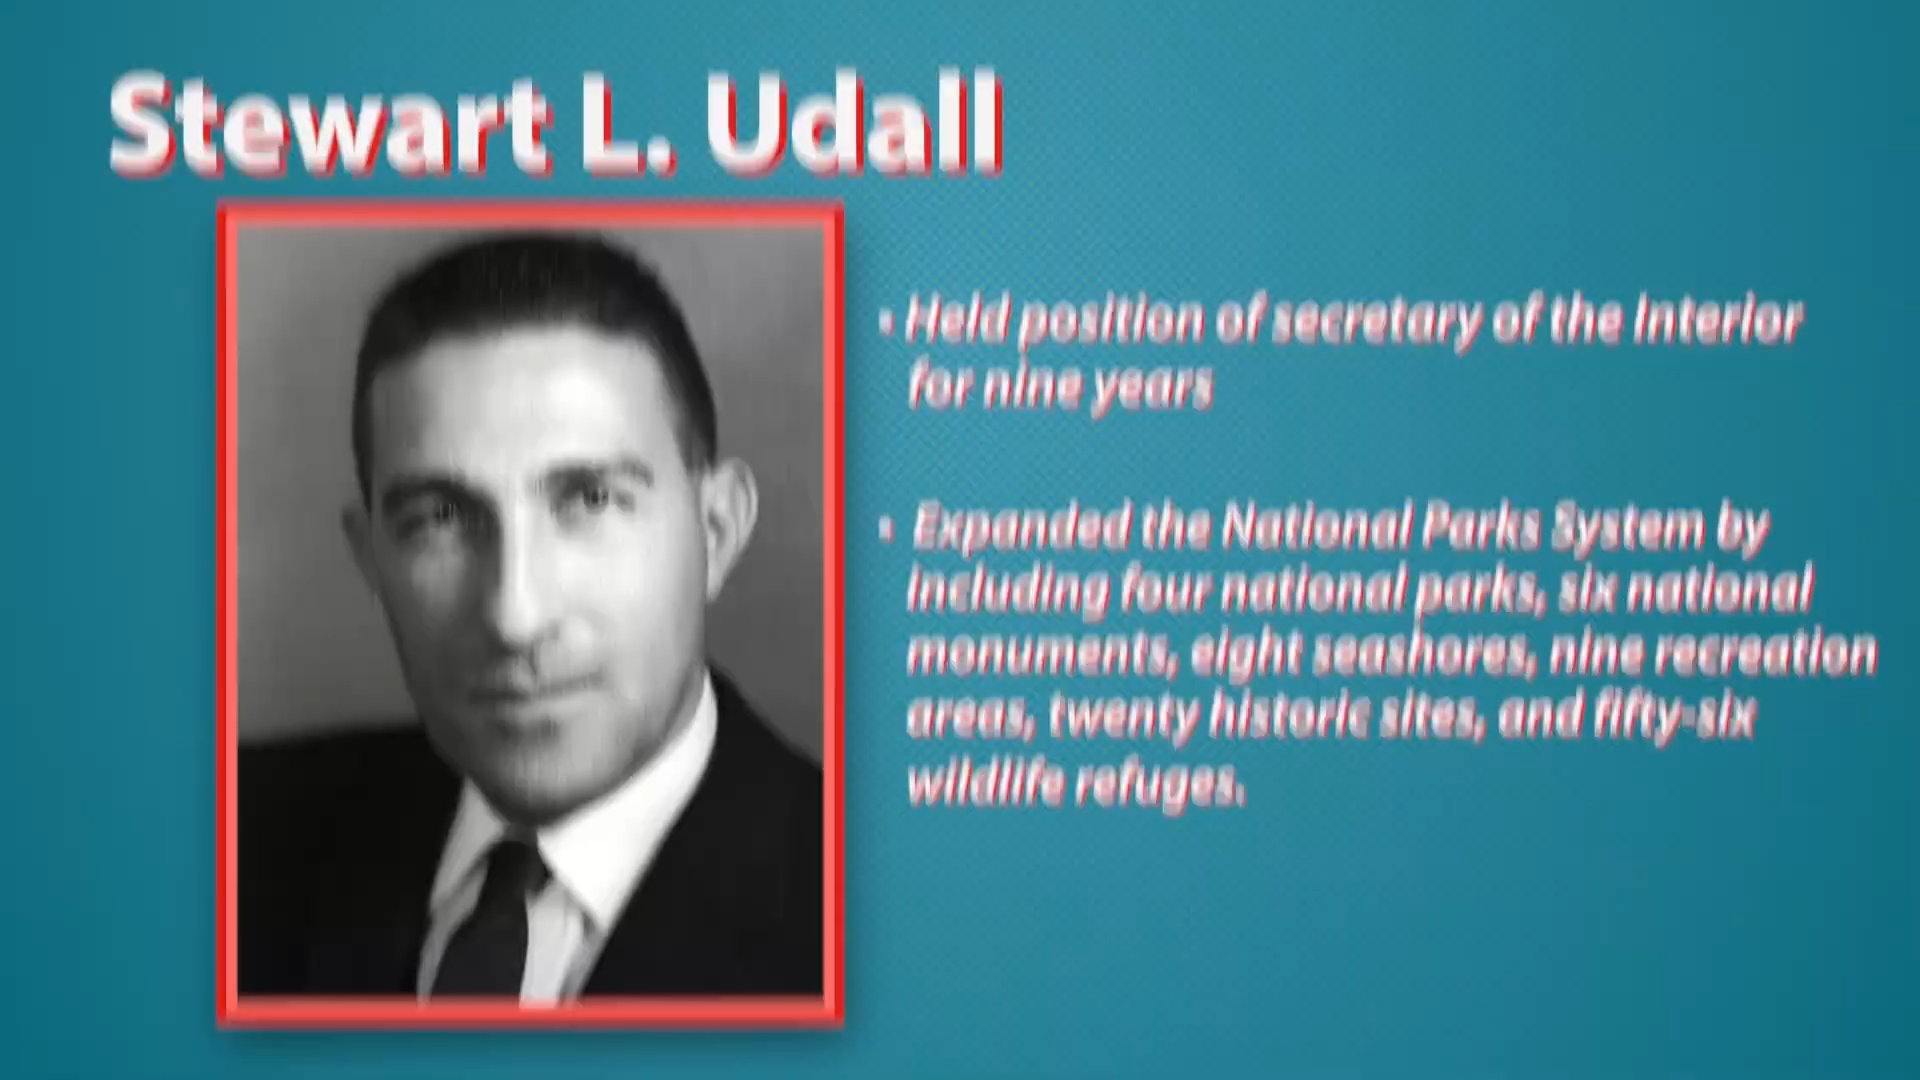 Stewart L. Udall
• Held position of secretary of the Interior
for nine years
• Expanded the National Parks System by
including four national parks, six national
monuments, eight seashores, nine recreation
areas, twenty historic sites, and fifty-six
wildlife refuges.